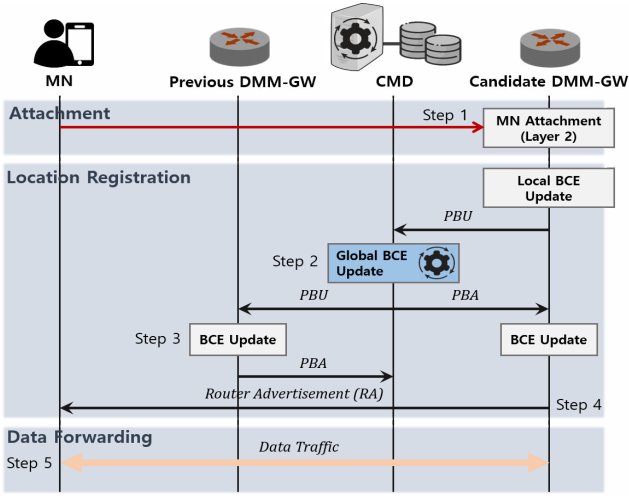 MN
Previous DMM-GW
CMD
Candidate DMM-GW
Attachment
Step 1
MN Attachment
(Layer 2)
Location Registration
Local BCE
Update
PBU
Step 2
Global BCE
Update
PBU
PBA
Step 3
BCE Update
BCE Update
PBA
Router Advertisement (RA)
Step 4
Data Forwarding
Data Traffic
Step 5